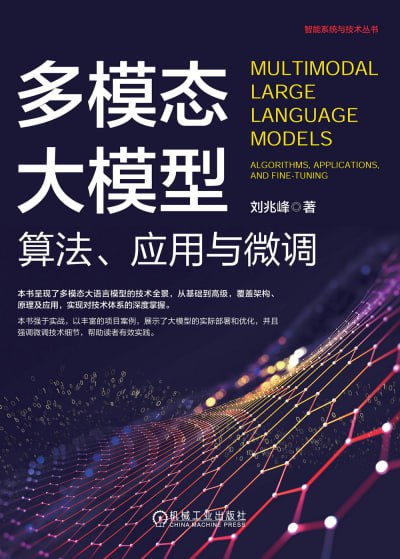 智能系统与技术丛书
多模态
大模型
算法、应用与微调
MULTIMODAL
LARGE
LANGUAGE
MODELS
ALGORITHMS, APPLICATIONS,
AND FINE-TUNING
刘兆峰◎著
本书呈现了多模态大语言模型的技术全景，从基础到高级，覆盖架构、
原理及应用，实现对技术体系的深度掌握。
本书强于实战，以丰富的项目案例，展示了大模型的实际部署和优化，并且
强调微调技术细节，帮助读者有效实践。
机械工业出版社
CHINA MACHINE PRESS